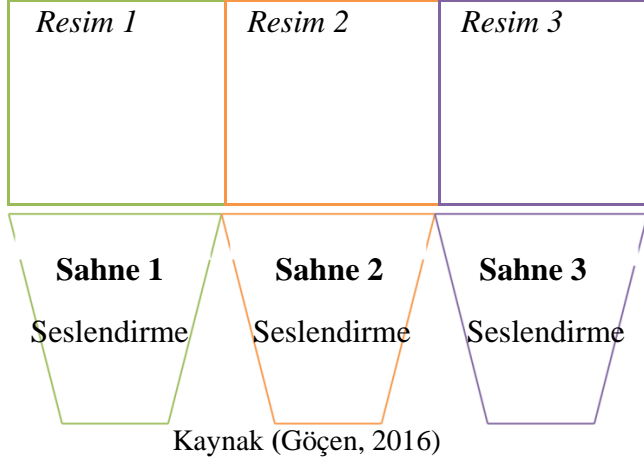 Resim 1 Resim 2 Resim 3
Sahne 1 Sahne 2 Sahne 3
Seslendirme Seslendirme Seslendirme
Kaynak (Göçen, 2016)